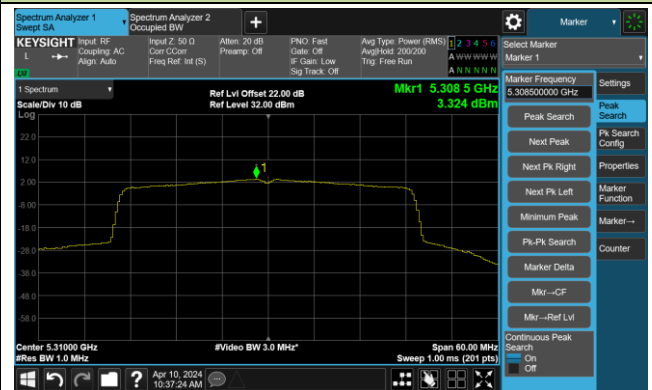 Spectrum Analyzer 1
Swept SA
Spectrum Analyzer 2
Occupied BW
+
Marker
KEYSIGHT
L
LXI
Input: RF
Coupling: AC
Align: Auto
Input Z: 50 Ω
Corr CCorr
Freq Ref: Int (S)
Atten: 20 dB
Preamp: Off
PNO: Fast
Gate: Off
IF Gain: Low
Sig Track: Off
Avg Type: Power (RMS)
Avg|Hold: 200/200
Trig: Free Run
1 2 3 4 5 6
A W W W W W
A N N N N N
Select Marker
Marker 1
1 Spectrum
Scale/Div 10 dB
Log
Ref Lvl Offset 22.00 dB
Ref Level 32.00 dBm
Mkr1 5.308 5 GHz
3.324 dBm
22.0
12.0
2.00
-8.00
-18.0
-28.0
-38.0
-48.0
-58.0
1
Center 5.31000 GHz
#Res BW 1.0 MHz
#Video BW 3.0 MHz*
Span 60.00 MHz
Sweep 1.00 ms (201 pts)
Marker Frequency
5.308500000 GHz
Peak Search
Next Peak
Next Pk Right
Next Pk Left
Minimum Peak
Pk-Pk Search
Marker Delta
Mkr→CF
Mkr→Ref Lvl
Continuous Peak
Search
On
Off
Settings
Peak
Search
Pk Search
Config
Properties
Marker
Function
Marker→
Counter
?
Apr 10, 2024
10:37:24 AM